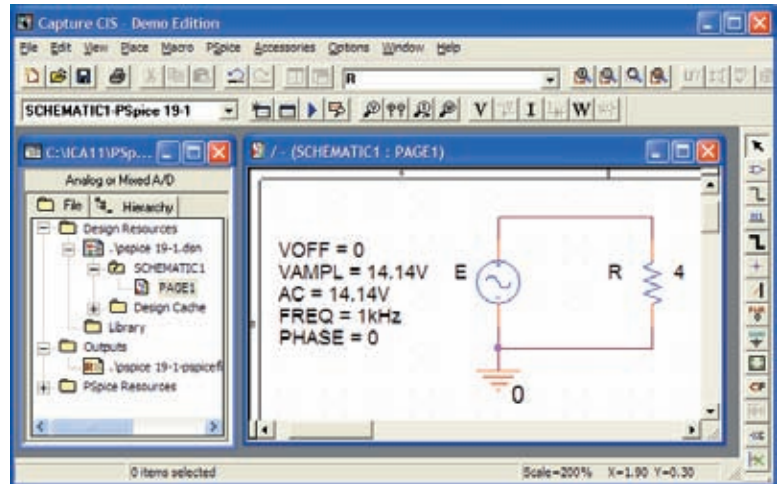 Capture CIS - Demo Edition
File Edit View Place Macro PSpice Accessories Options Window Help
R
SCHEMATIC1-PSpice 19-1
V I W
C:\ICA11\PSp...
/ - (SCHEMATIC1 : PAGE1)
Analog or Mixed A/D
File Hierarchy
Design Resources
.\pspice 19-1.dsn
SCHEMATIC1
PAGE1
Design Cache
Library
Outputs
.\pspice 19-1-pspicefi
PSpice Resources
VOFF = 0
VAMPL = 14.14V
AC = 14.14V
FREQ = 1kHz
PHASE = 0
E
R 4
0
0 items selected
Scale=200% X=1.90 Y=0.30